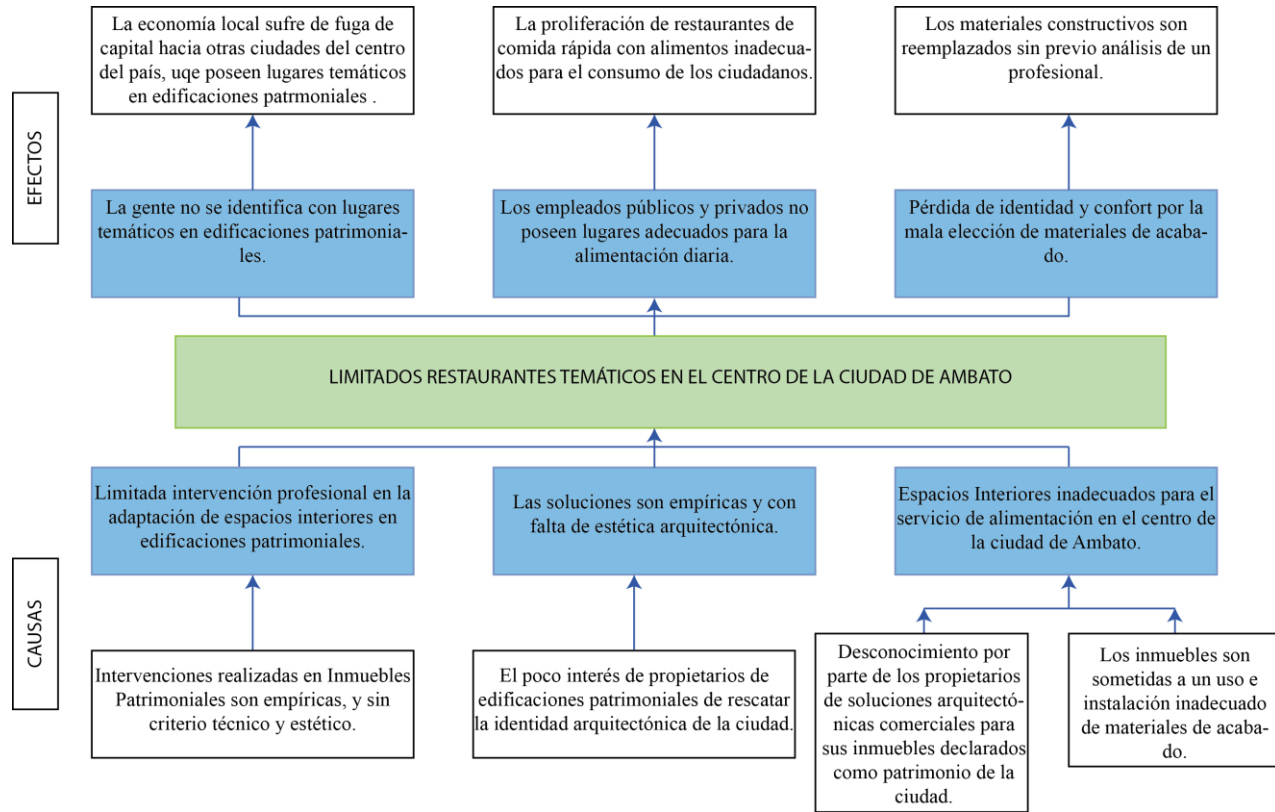 La economía local sufre de fuga de
capital hacia otras ciudades del centro
del país, uqe poseen lugares temáticos
en edificaciones patrmoniales .
La proliferación de restaurantes de
comida rápida con alimentos inadecua-
dos para el consumo de los ciudadanos.
Los materiales constructivos son
reemplazados sin previo análisis de un
profesional.
EFECTOS
La gente no se identifica con lugares
temáticos en edificaciones patrimonia-
les.
Los empleados públicos y privados no
poseen lugares adecuados para la
alimentación diaria.
Pérdida de identidad y confort por la
mala elección de materiales de acaba-
do.
LIMITADOS RESTAURANTES TEMÁTICOS EN EL CENTRO DE LA CIUDAD DE AMBATO
Limitada intervención profesional en la
adaptación de espacios interiores en
edificaciones patrimoniales.
Las soluciones son empíricas y con
falta de estética arquitectónica.
Espacios Interiores inadecuados para el
servicio de alimentación en el centro de
la ciudad de Ambato.
CAUSAS
Intervenciones realizadas en Inmuebles
Patrimoniales son empíricas, y sin
criterio técnico y estético.
El poco interés de propietarios de
edificaciones patrimoniales de rescatar
la identidad arquitectónica de la ciudad.
Desconocimiento por
parte de los propietarios
de soluciones arquitectó-
nicas comerciales para
sus inmuebles declarados
como patrimonio de la
ciudad.
Los inmuebles son
sometidas a un uso e
instalación inadecuado
de materiales de acaba-
do.